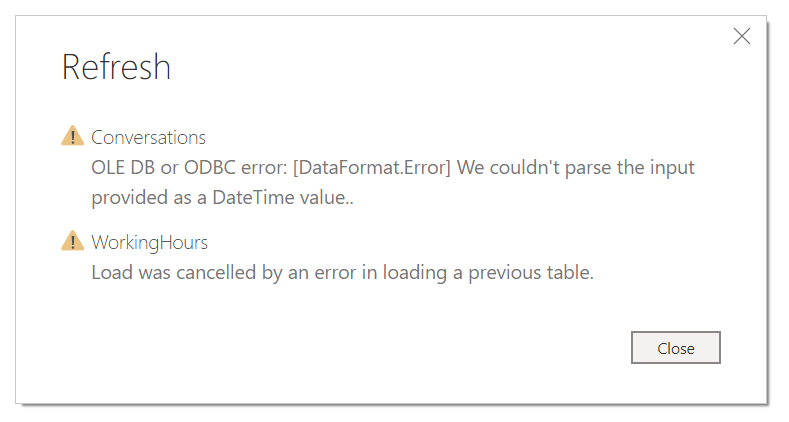 Refresh
Conversations
OLE DB or ODBC error: [DataFormat.Error] We couldn't parse the input
provided as a DateTime value..
WorkingHours
Load was cancelled by an error in loading a previous table.
Close